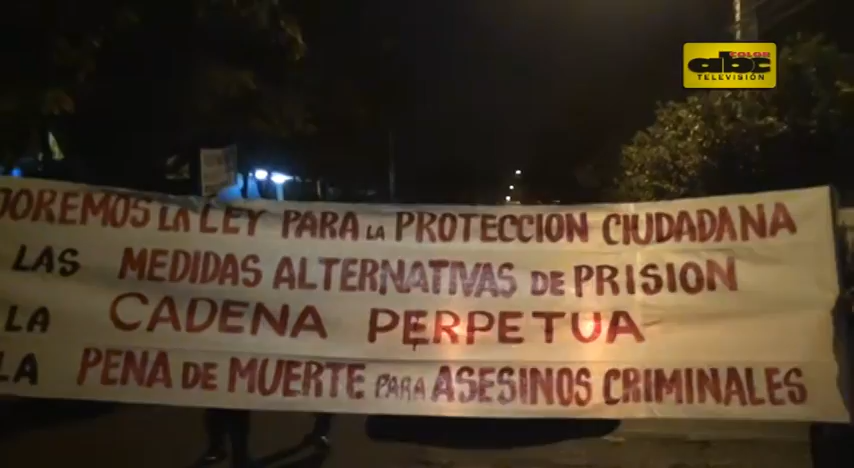 COLOR
abc
TELEVISIÓN
LA LEY PARA LA PROTECCION CIUDADANA
LAS MEDIDAS ALTERNATIVAS DE PRISION
LA CADENA PERPETUA
LA PENA DE MUERTE PARA ASESINOS CRIMINALES